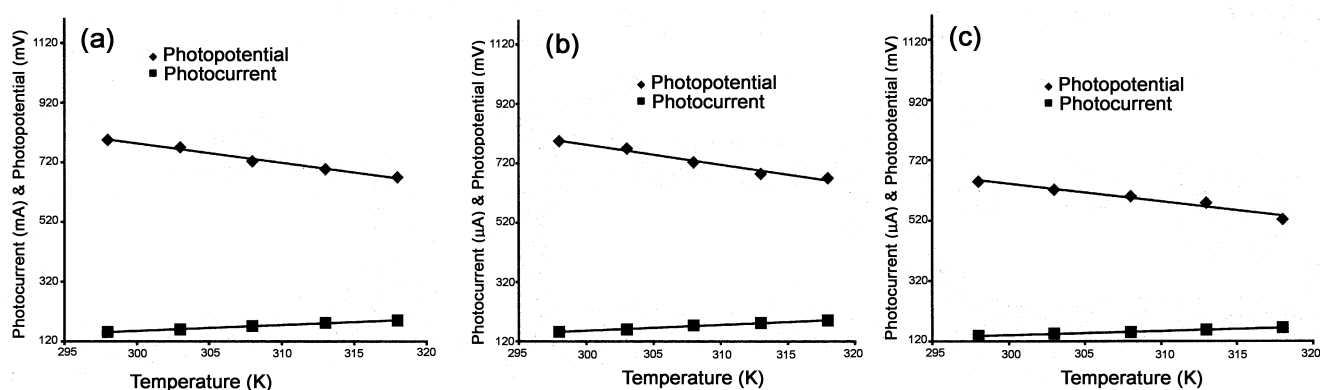 (a)
Photopotential
Photocurrent
Photocurrent (mA) & Photopotential (mV)
1120
920
720
520
320
120
295
300
305
310
315
320
Temperature (K)
(b)
Photopotential
Photocurrent
Photocurrent (µA) & Photopotential (mV)
1120
920
720
520
320
120
295
300
305
310
315
320
Temperature (K)
(c)
Photopotential
Photocurrent
Photocurrent (µA) & Photopotential (mV)
1120
920
720
520
320
120
295
300
305
310
315
320
Temperature (K)